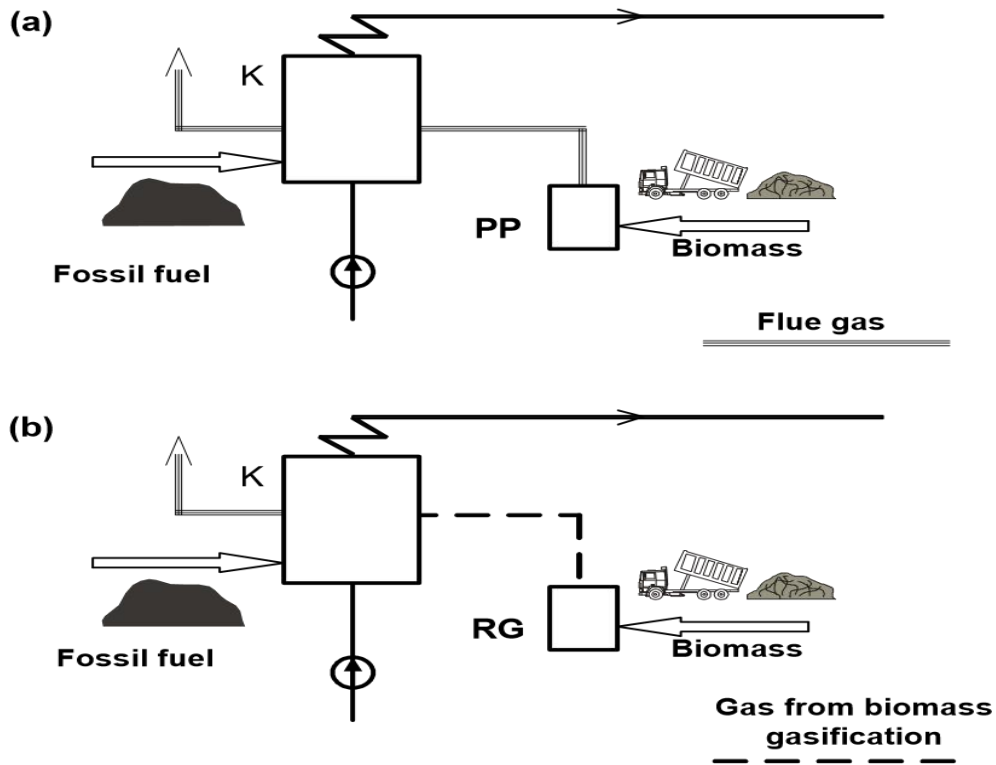 (a)
K
PP
Biomass
Fossil fuel
Flue gas
(b)
K
RG
Biomass
Fossil fuel
Gas from biomass
gasification